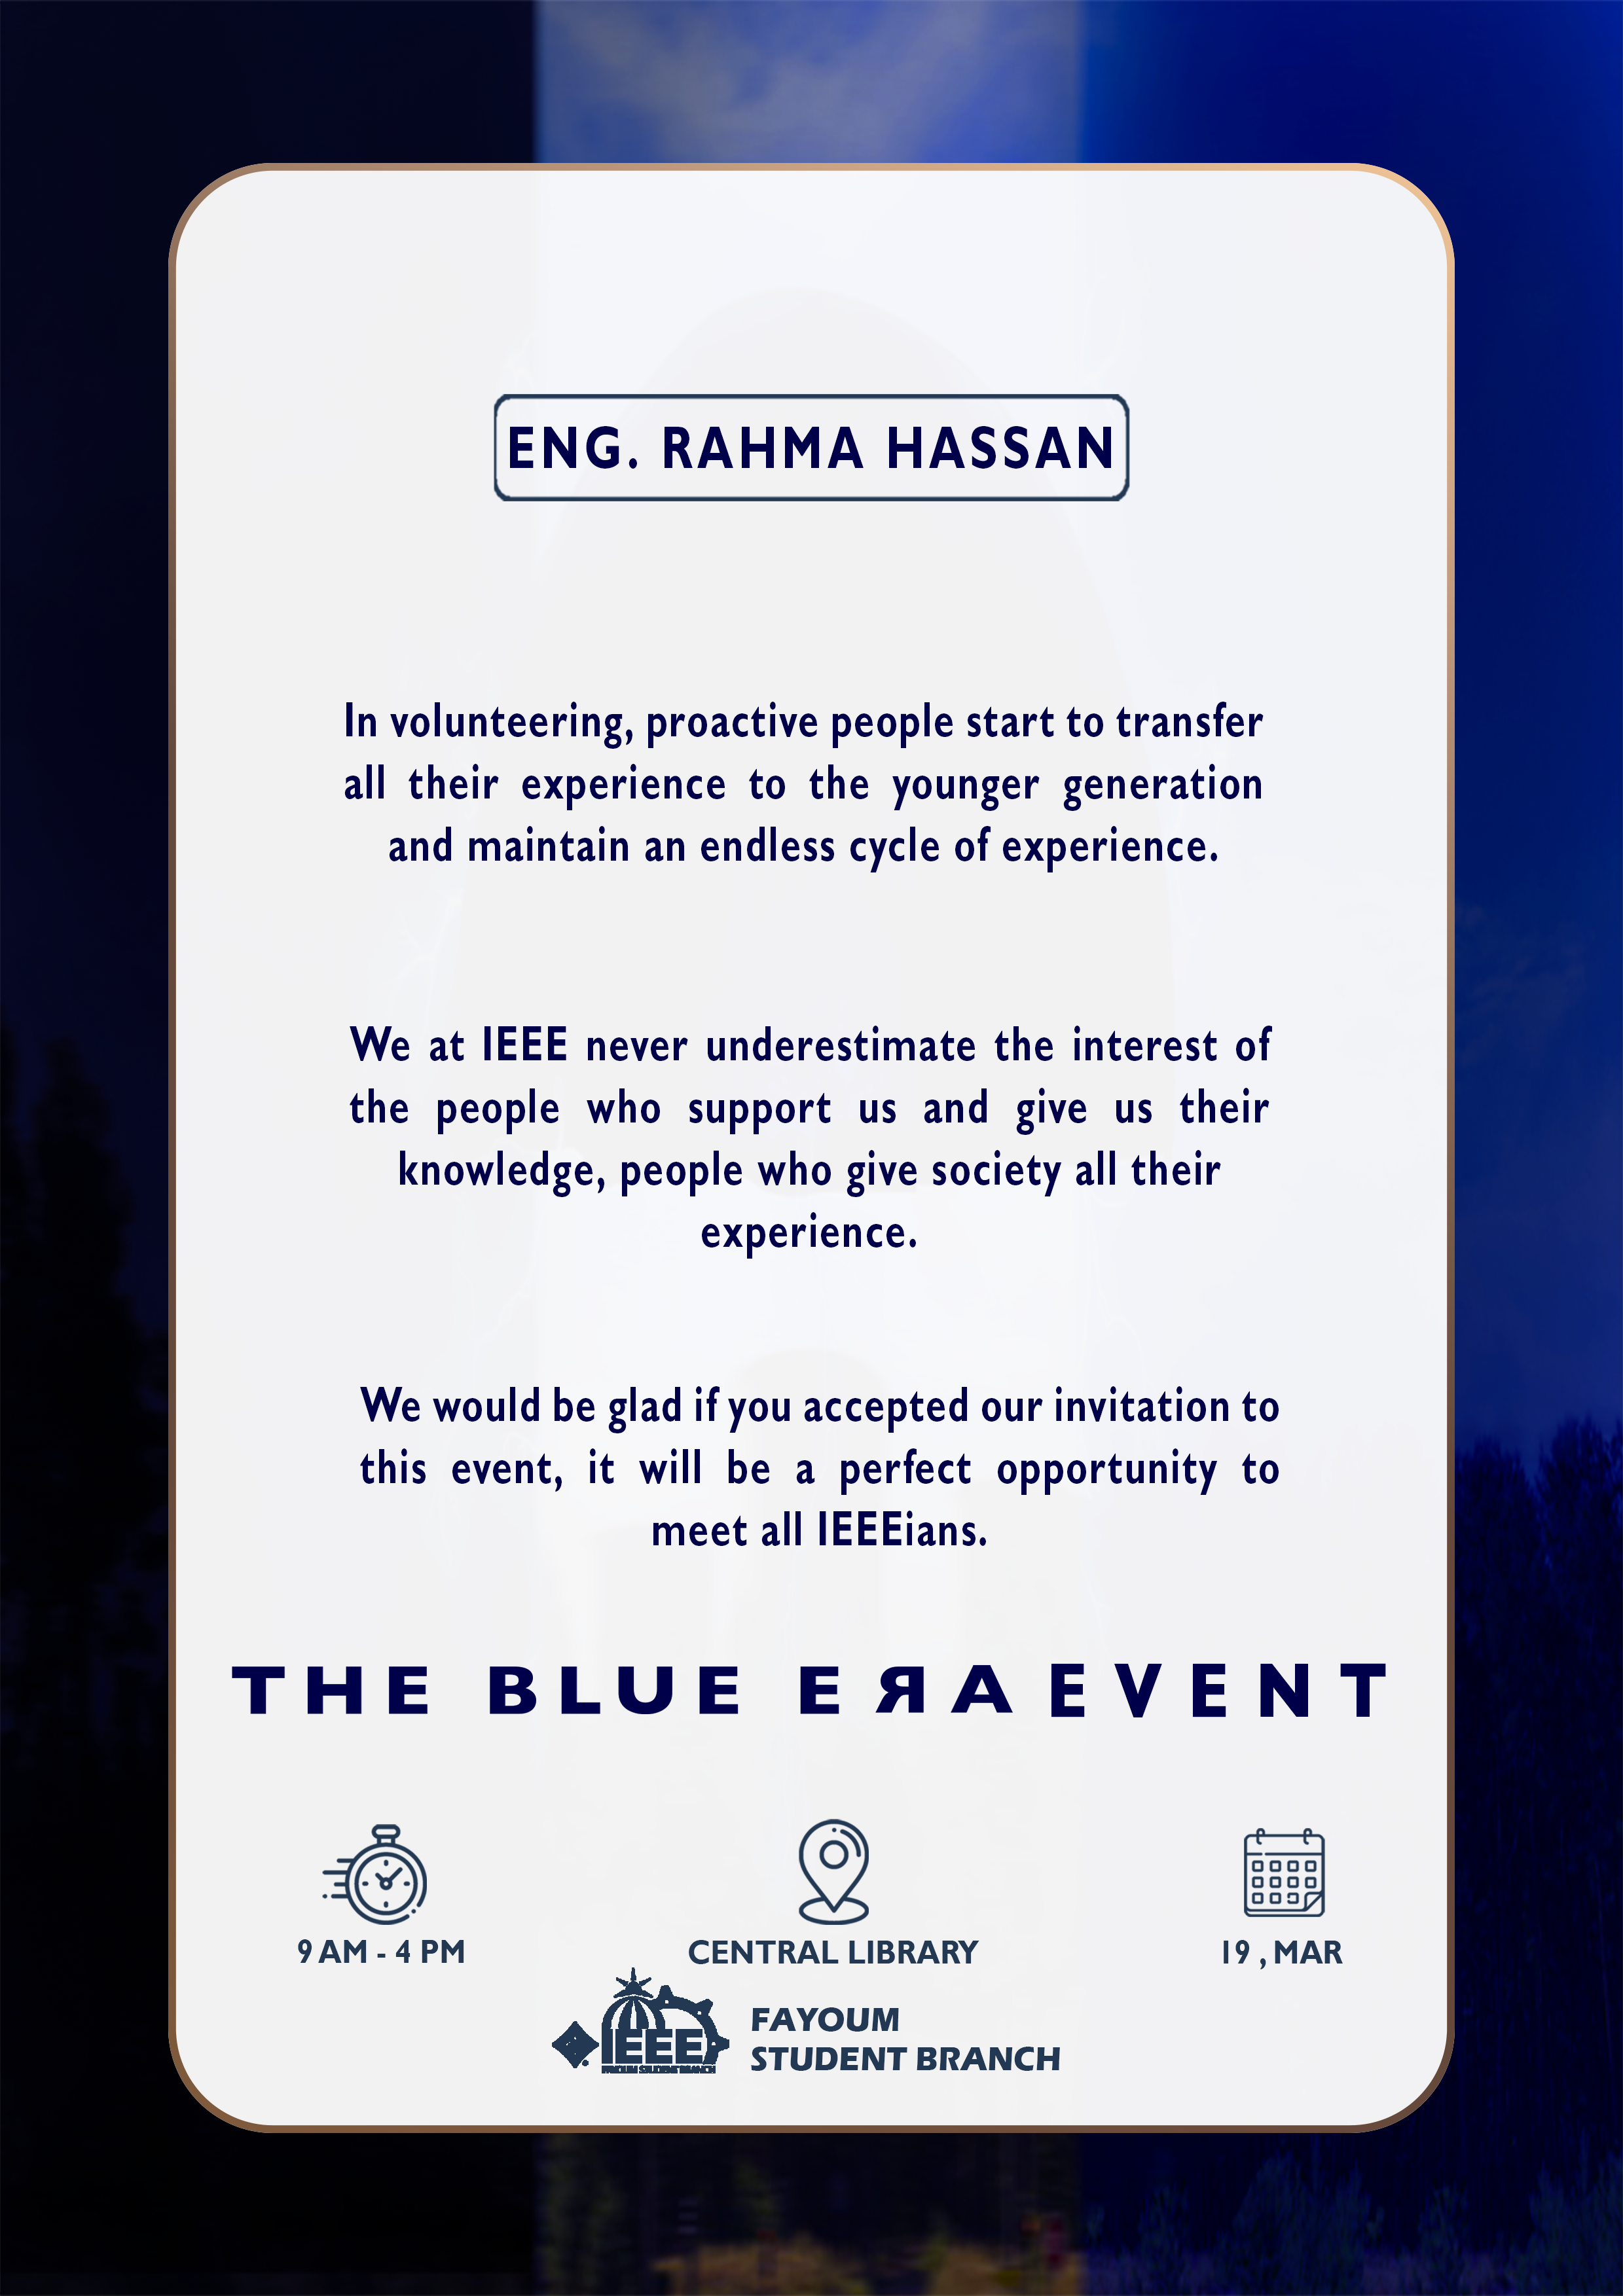 ENG. RAHMA HASSAN
In volunteering, proactive people start to transfer
all their experience to the younger generation
and maintain an endless cycle of experience.
We at IEEE never underestimate the interest of
the people who support us and give us their
knowledge, people who give society all their
experience.
We would be glad if you accepted our invitation to
this event, it will be a perfect opportunity to
meet all IEEEians.
THE BLUE EЯA EVENT
9 AM - 4 PM
CENTRAL LIBRARY
19 , MAR
IEEE
FAYOUM STUDENT BRANCH
FAYOUM
STUDENT BRANCH